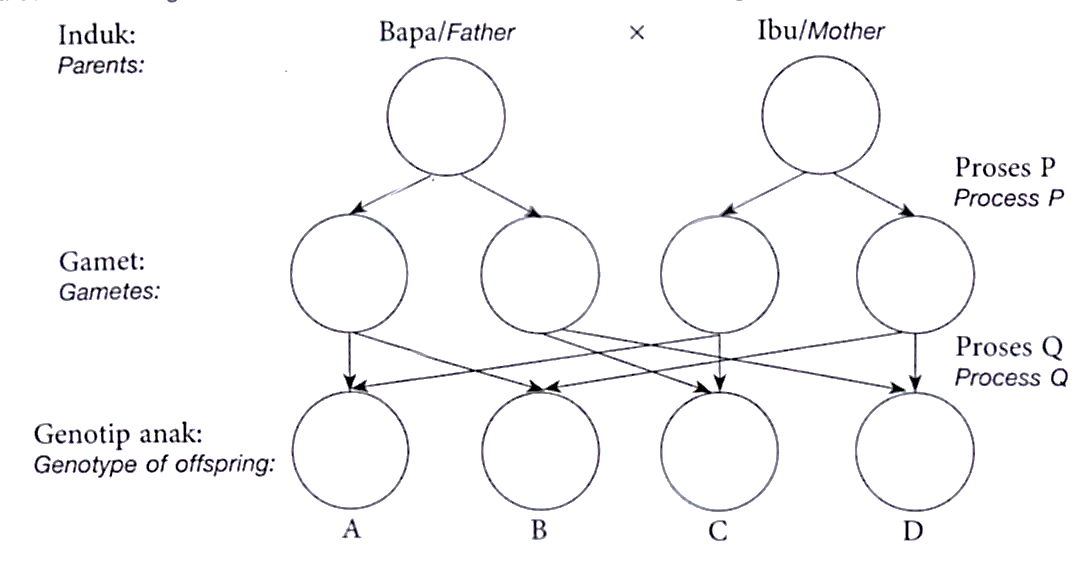 Induk:
Parents:
Bapa/Father
×
Ibu/Mother
Proses P
Process P
Gamet:
Gametes:
Proses Q
Process Q
Genotip anak:
Genotype of offspring:
A
B
C
D